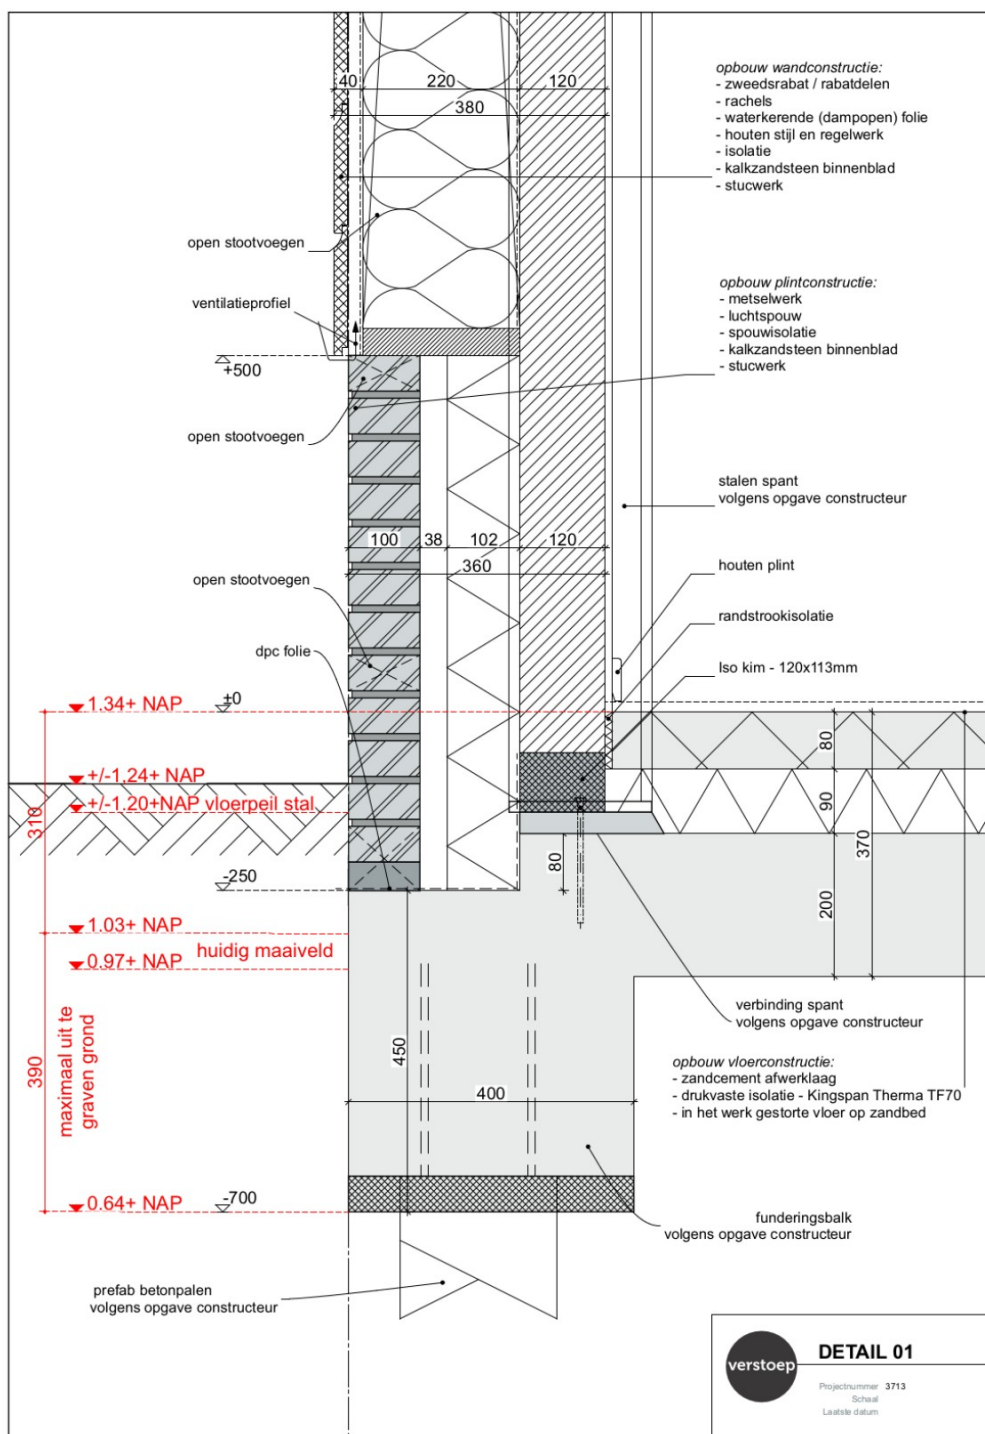 40
220
120
380
opbouw wandconstructie:
- zweedsrabat / rabatdelen
- rachels
- waterkerende (dampopen) folie
- houten stijl en regelwerk
- isolatie
- kalkzandsteen binnenblad
- stucwerk
open stootvoegen
ventilatieprofiel
opbouw plintconstructie:
- metselwerk
- luchtspouw
- spouwisolatie
- kalkzandsteen binnenblad
- stucwerk
+500
open stootvoegen
stalen spant
volgens opgave constructeur
100
38
102
120
360
open stootvoegen
houten plint
randstrookisolatie
dpc folie
Iso kim - 120x113mm
1.34+ NAP
±0
80
+/-1,24+ NAP
+/-1.20+NAP vloerpeil stal
310
90
370
80
-250
200
1.03+ NAP
huidig maaiveld
0.97+ NAP
verbinding spant
volgens opgave constructeur
maximaal uit te
graven grond
390
450
400
opbouw vloerconstructie:
- zandcement afwerklaag
- drukvaste isolatie - Kingspan Therma TF70
- in het werk gestorte vloer op zandbed
0.64+ NAP
-700
funderingsbalk
volgens opgave constructeur
prefab betonpalen
volgens opgave constructeur
verstoep
DETAIL 01
Projectnummer 3713
Schaal
Laatste datum